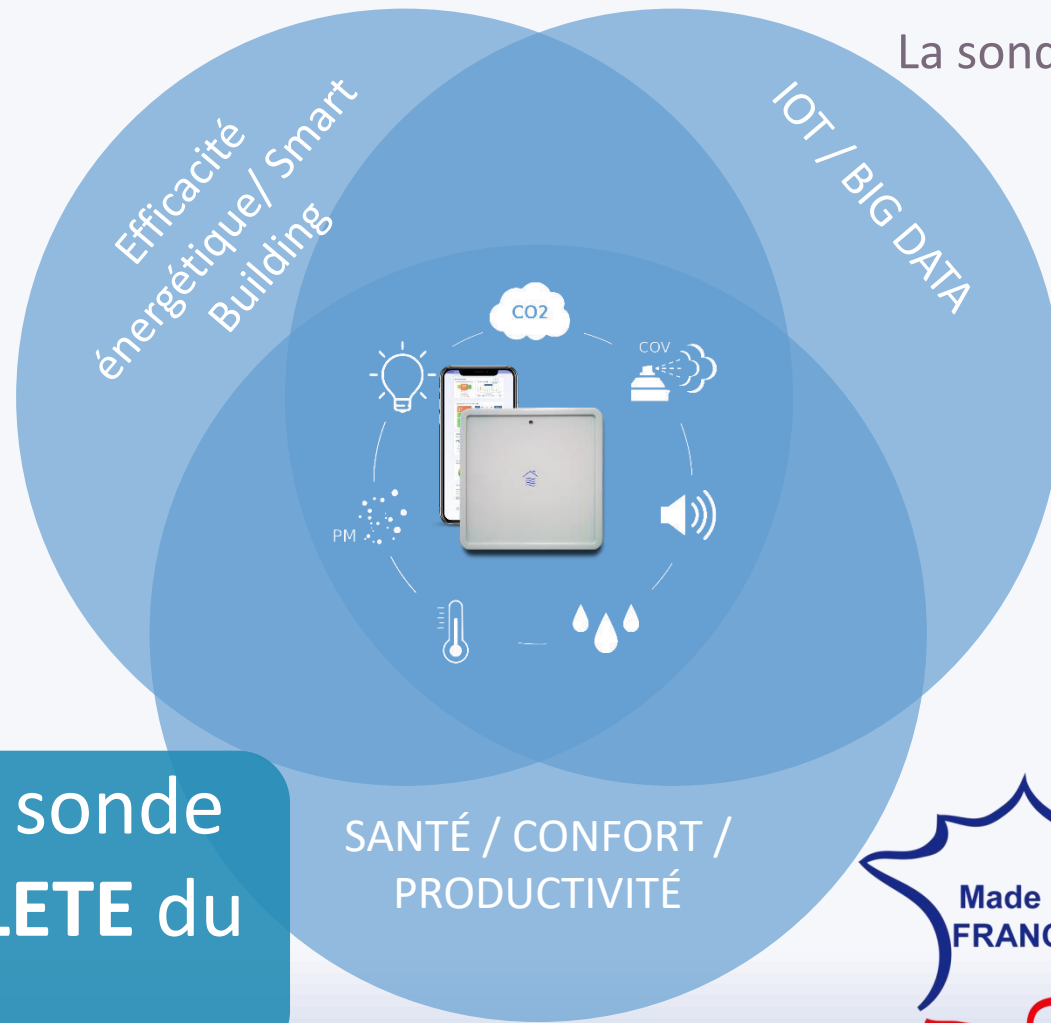 La sond
Efficacité
énergétique/ Smart
Building
IOT / BIG DATA
CO2
COV
PM
sonde
LETE du
SANTÉ / CONFORT /
PRODUCTIVITÉ
Made
FRANC